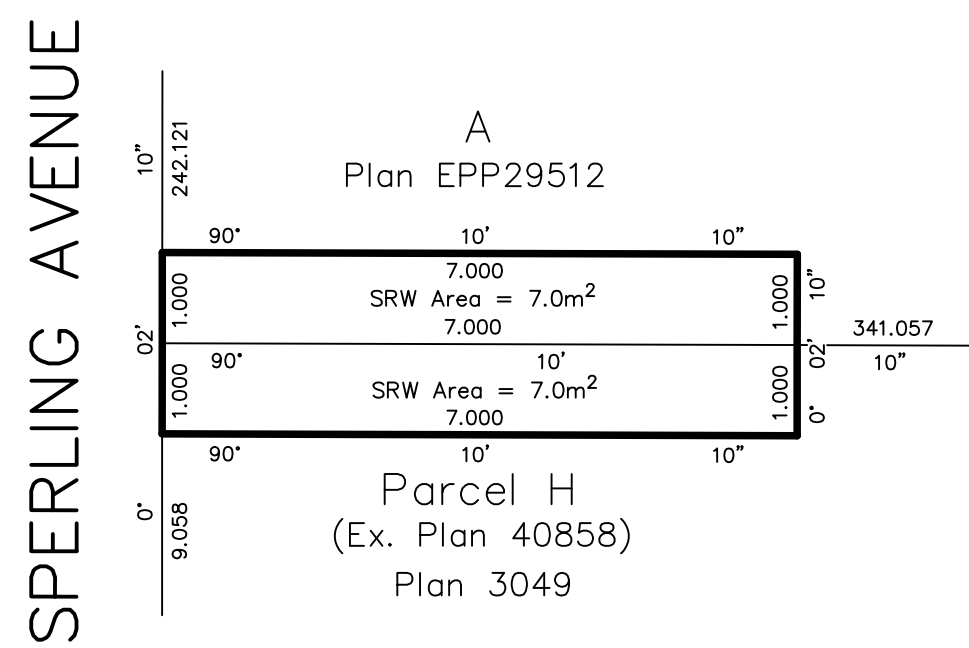 SPERLING AVENUE
10"
242.121
A
Plan EPP29512
90° 10' 10"
7.000
SRW Area = 7.0m²
7.000
1.000
1.000
10"
02'
341.057
90° 10' 10"
02'
SRW Area = 7.0m²
7.000
1.000
1.000
0°
90° 10' 10"
Parcel H
(Ex. Plan 40858)
Plan 3049
0°
9.058